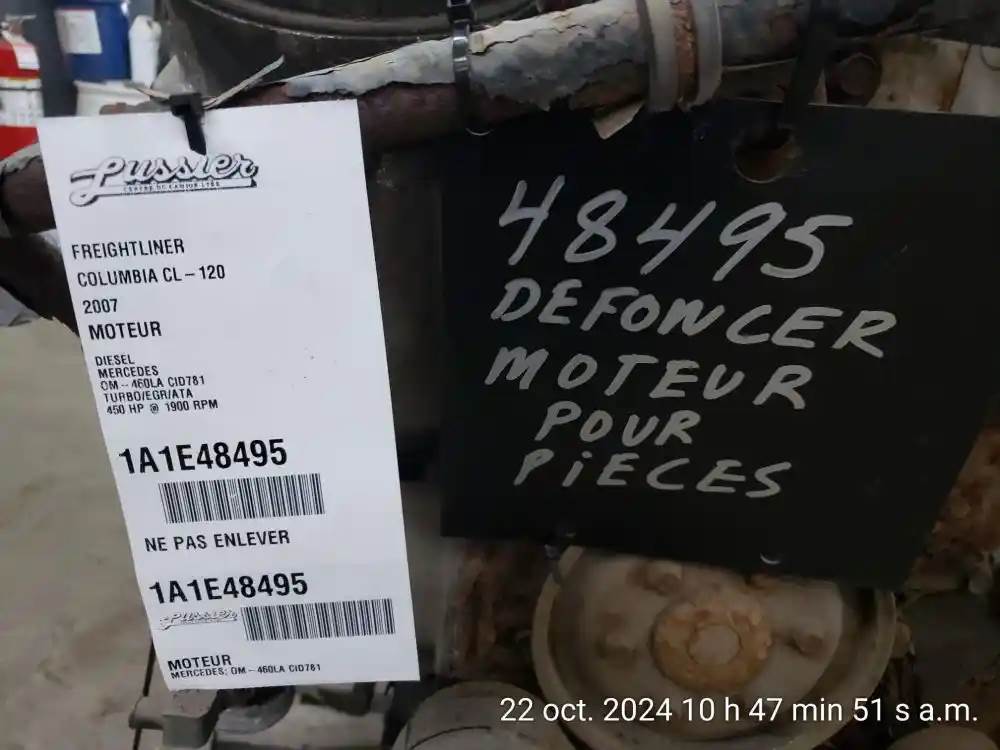 Lussier
CENTRE DU CAMION LTÉE
FREIGHTLINER
COLUMBIA CL-120
2007
MOTEUR
DIESEL
MERCEDES
OM-460LA CID781
TURBO/EGR/ATA
450 HP @ 1900 RPM
1A1E48495
NE PAS ENLEVER
1A1E48495
Lussier
MOTEUR
MERCEDES: OM-460LA CID781
48495
DEFONCER
MOTEUR
POUR
PiECES
22 oct. 2024 10 h 47 min 51 s a.m.